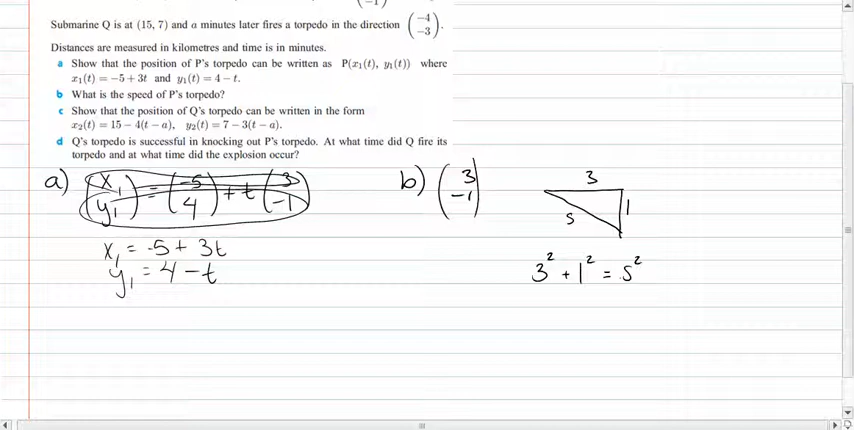 −1
Submarine Q is at (15, 7) and a minutes later fires a torpedo in the direction (−4 −3).
Distances are measured in kilometres and time is in minutes.
a Show that the position of P's torpedo can be written as P(x₁(t), y₁(t)) where
x₁(t) = −5 + 3t and y₁(t) = 4 − t.
b What is the speed of P's torpedo?
c Show that the position of Q's torpedo can be written in the form
x₂(t) = 15 − 4(t − a), y₂(t) = 7 − 3(t − a).
d Q's torpedo is successful in knocking out P's torpedo. At what time did Q fire its
torpedo and at what time did the explosion occur?
a) (x₁ y₁) = (−5 4) + t (3 −1)
x₁ = -5 + 3t
y₁ = 4 − t
b) (3 −1)
3
1
s
3² + 1² = s²